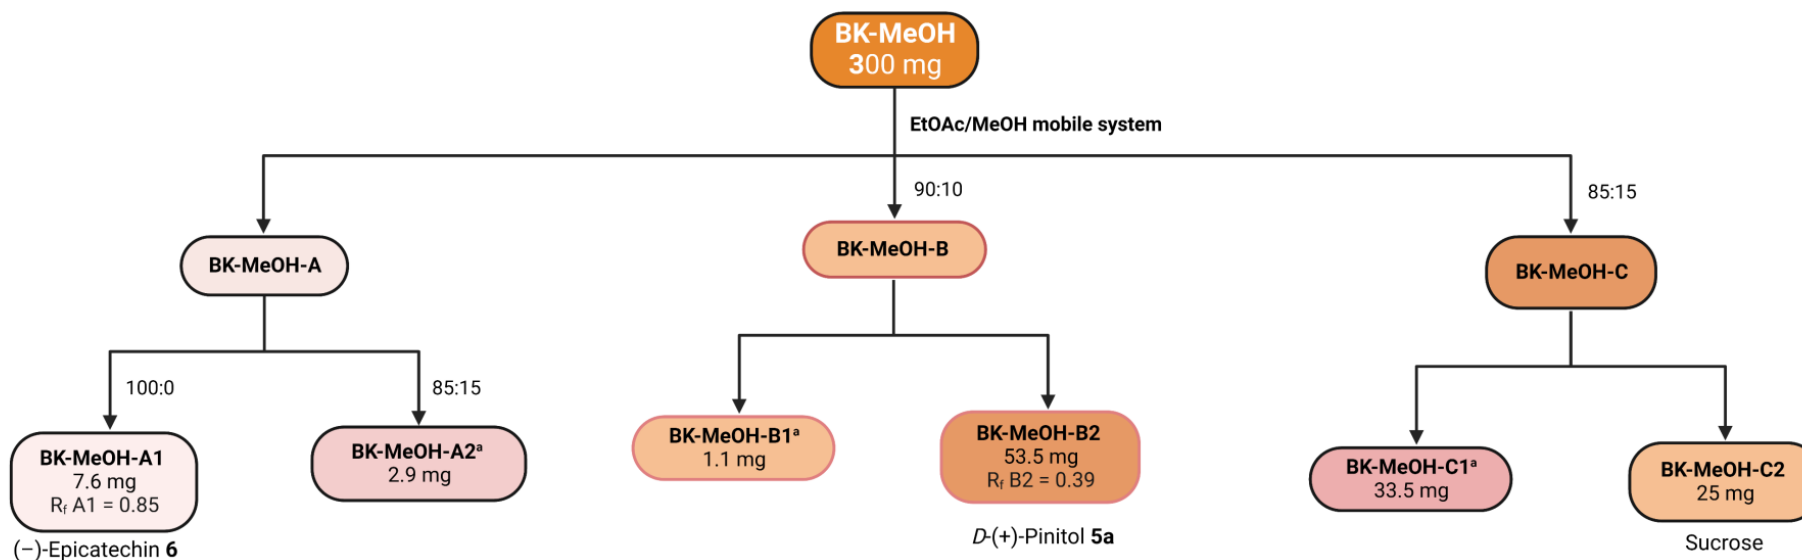 BK-MeOH
300 mg
EtOAc/MeOH mobile system
90:10
85:15
BK-MeOH-A
BK-MeOH-B
BK-MeOH-C
100:0
85:15
BK-MeOH-A1
7.6 mg
Rf A1 = 0.85
(−)-Epicatechin 6
BK-MeOH-A2ᵃ
2.9 mg
BK-MeOH-B1ᵃ
1.1 mg
BK-MeOH-B2
53.5 mg
Rf B2 = 0.39
D-(+)-Pinitol 5a
BK-MeOH-C1ᵃ
33.5 mg
BK-MeOH-C2
25 mg
Sucrose